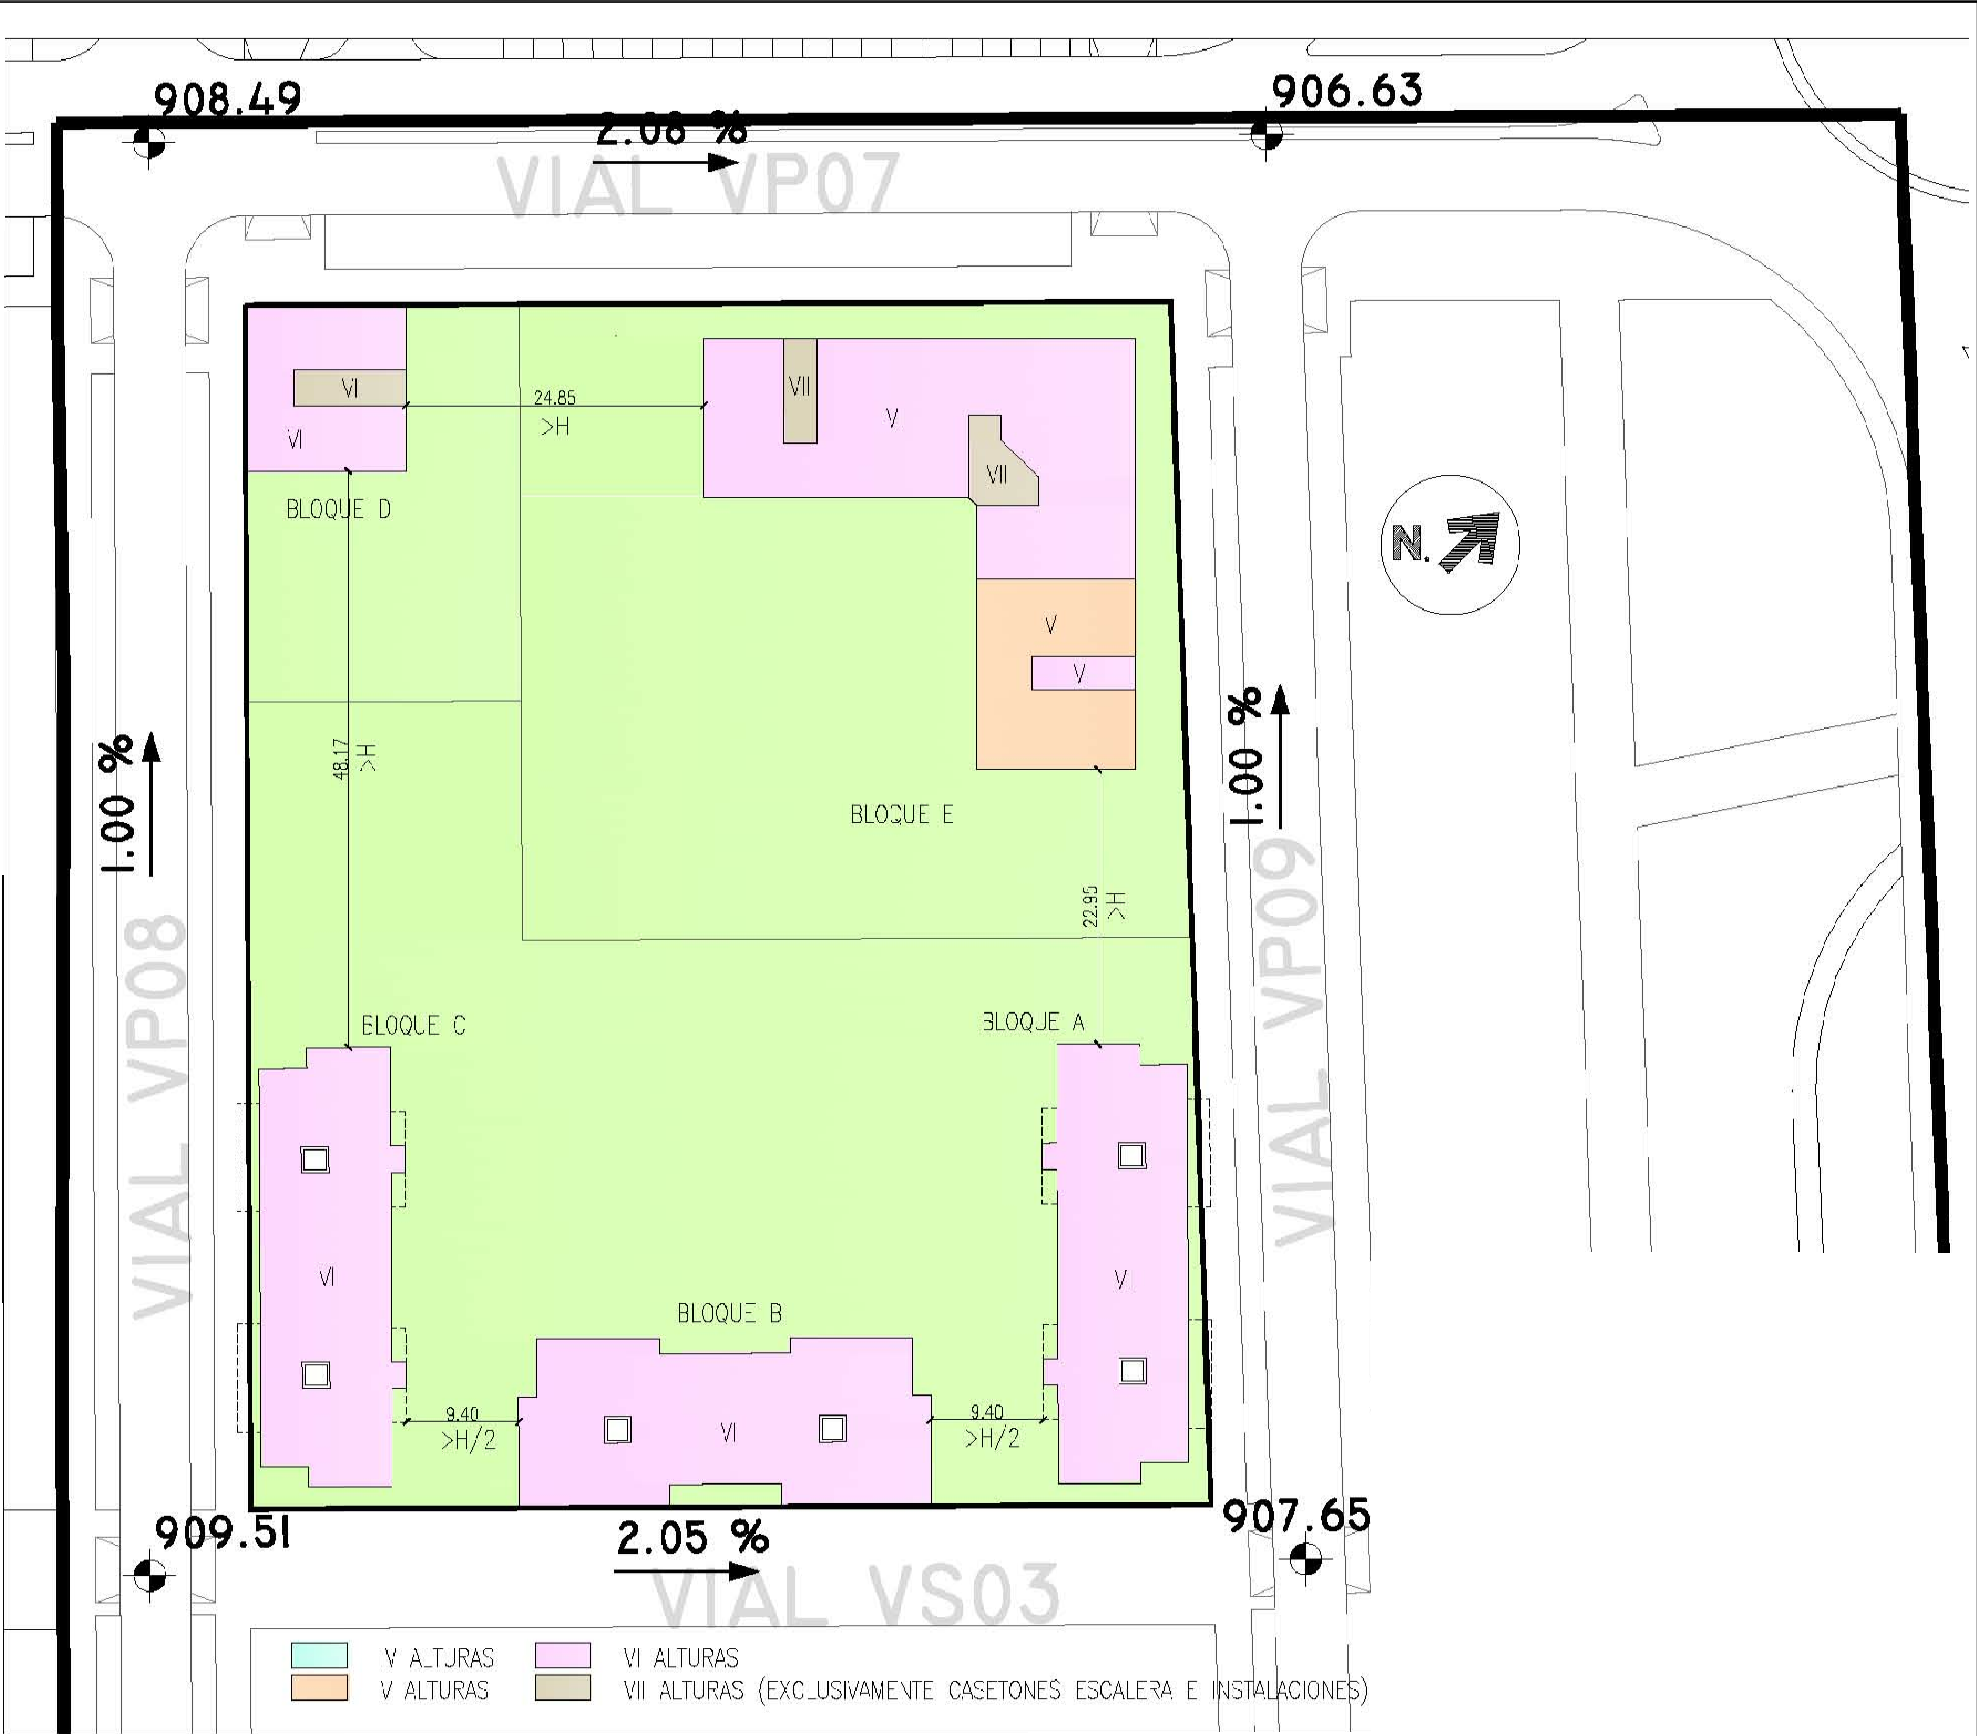 908.49
906.63
2.08 %
VIAL VP07
VI
VII
24.85
>H
V
VI
VII
BLOQUE D
N.
V
V
1.00 %
48.17
>H
1.00 %
BLOQUE E
VIAL VP08
22.95
>H
VIAL VP09
BLOQUE C
BLOQUE A
VI
V
BLOQUE B
9.40
>H/2
VI
9.40
>H/2
909.51
2.05 %
907.65
VIAL VS03
V ALTURAS
VI ALTURAS
V ALTURAS
VII ALTURAS (EXCLUSIVAMENTE CASETONES ESCALERA E INSTALACIONES)